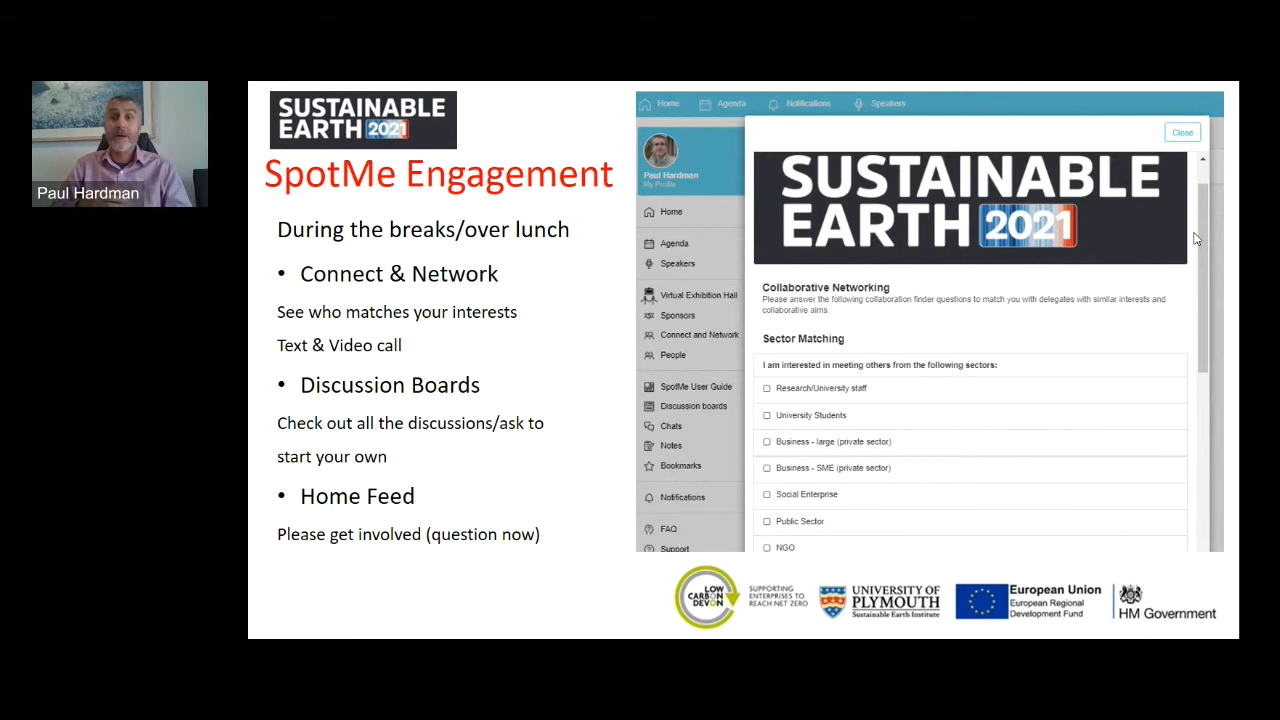 Paul Hardman
SUSTAINABLE
EARTH 2021
SpotMe Engagement
During the breaks/over lunch
• Connect & Network
See who matches your interests
Text & Video call
• Discussion Boards
Check out all the discussions/ask to
start your own
• Home Feed
Please get involved (question now)
Home
Agenda
Notifications
Speakers
Paul Hardman
My Profile
Home
Agenda
Speakers
Virtual Exhibition Hall
Sponsors
Connect and Network
People
SpotMe User Guide
Discussion boards
Chats
Notes
Bookmarks
Notifications
FAQ
Support
Close
SUSTAINABLE
EARTH 2021
Collaborative Networking
Please answer the following collaboration finder questions to match you with delegates with similar interests and
collaborative aims.
Sector Matching
I am interested in meeting others from the following sectors:
Research/University staff
University Students
Business - large (private sector)
Business - SME (private sector)
Social Enterprise
Public Sector
NGO
LOW
CARBON
DEVON
SUPPORTING
ENTERPRISES TO
REACH NET ZERO
UNIVERSITY OF
PLYMOUTH
Sustainable Earth Institute
European Union
European Regional
Development Fund
HM Government